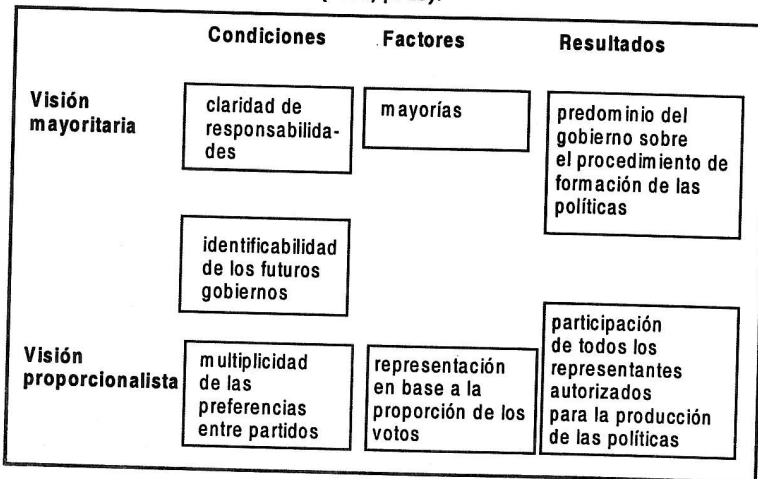 Condiciones Factores Resultados
Visión
mayoritaria
claridad de
responsabilida-
des
mayorías
predominio del
gobierno sobre
el procedimiento de
formación de las
políticas
identificabilidad
de los futuros
gobiernos
Visión
proporcionalista
multiplicidad
de las
preferencias
entre partidos
representación
en base a la
proporción de los
votos
participación
de todos los
representantes
autorizados
para la producción
de las políticas